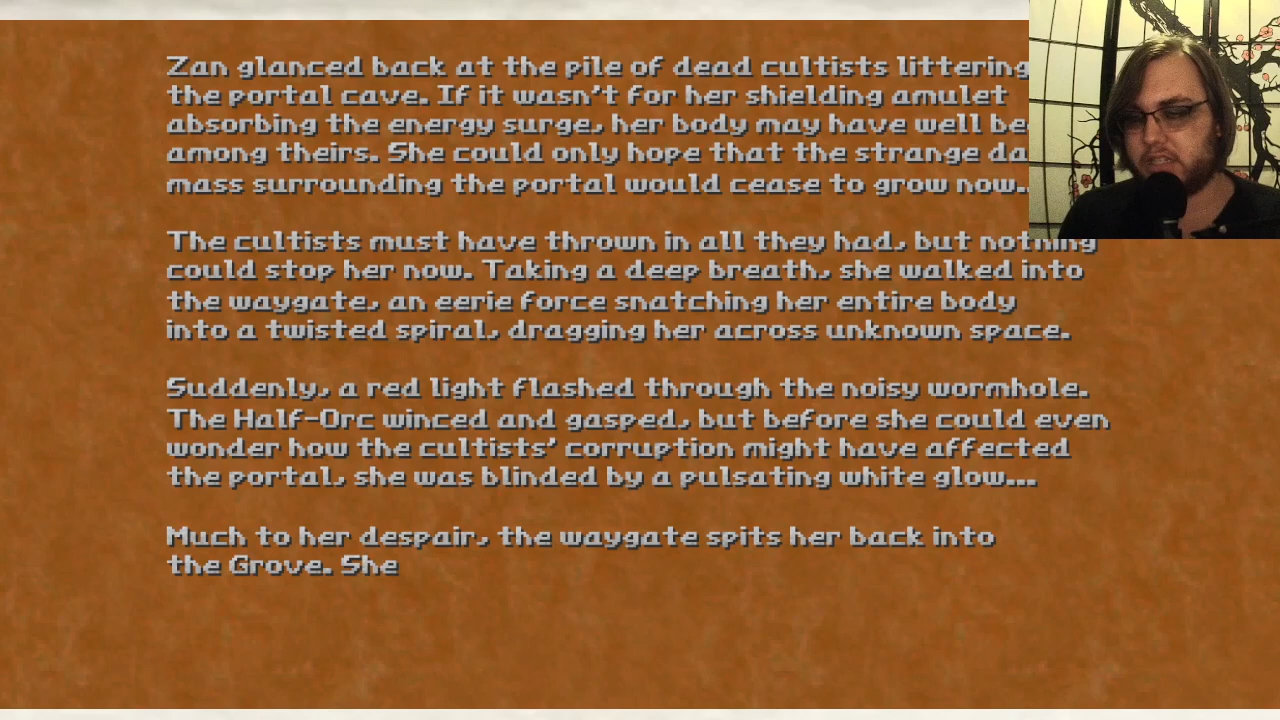 Zan glanced back at the pile of dead cultists littering
the portal cave. If it wasn't for her shielding amulet
absorbing the energy surge, her body may have well
among theirs. She could only hope that the strange
mass surrounding the portal would cease to grow now..
The cultists must have thrown in all they had, but nothing
could stop her now. Taking a deep breath, she walked into
the waygate, an eerie force snatching her entire body
into a twisted spiral, dragging her across unknown space.
Suddenly, a red light flashed through the noisy wormhole.
The Half-Orc winced and gasped, but before she could even
wonder how the cultists' corruption might have affected
the portal, she was blinded by a pulsating white glow...
Much to her despair, the waygate spits her back into
the Grove. She